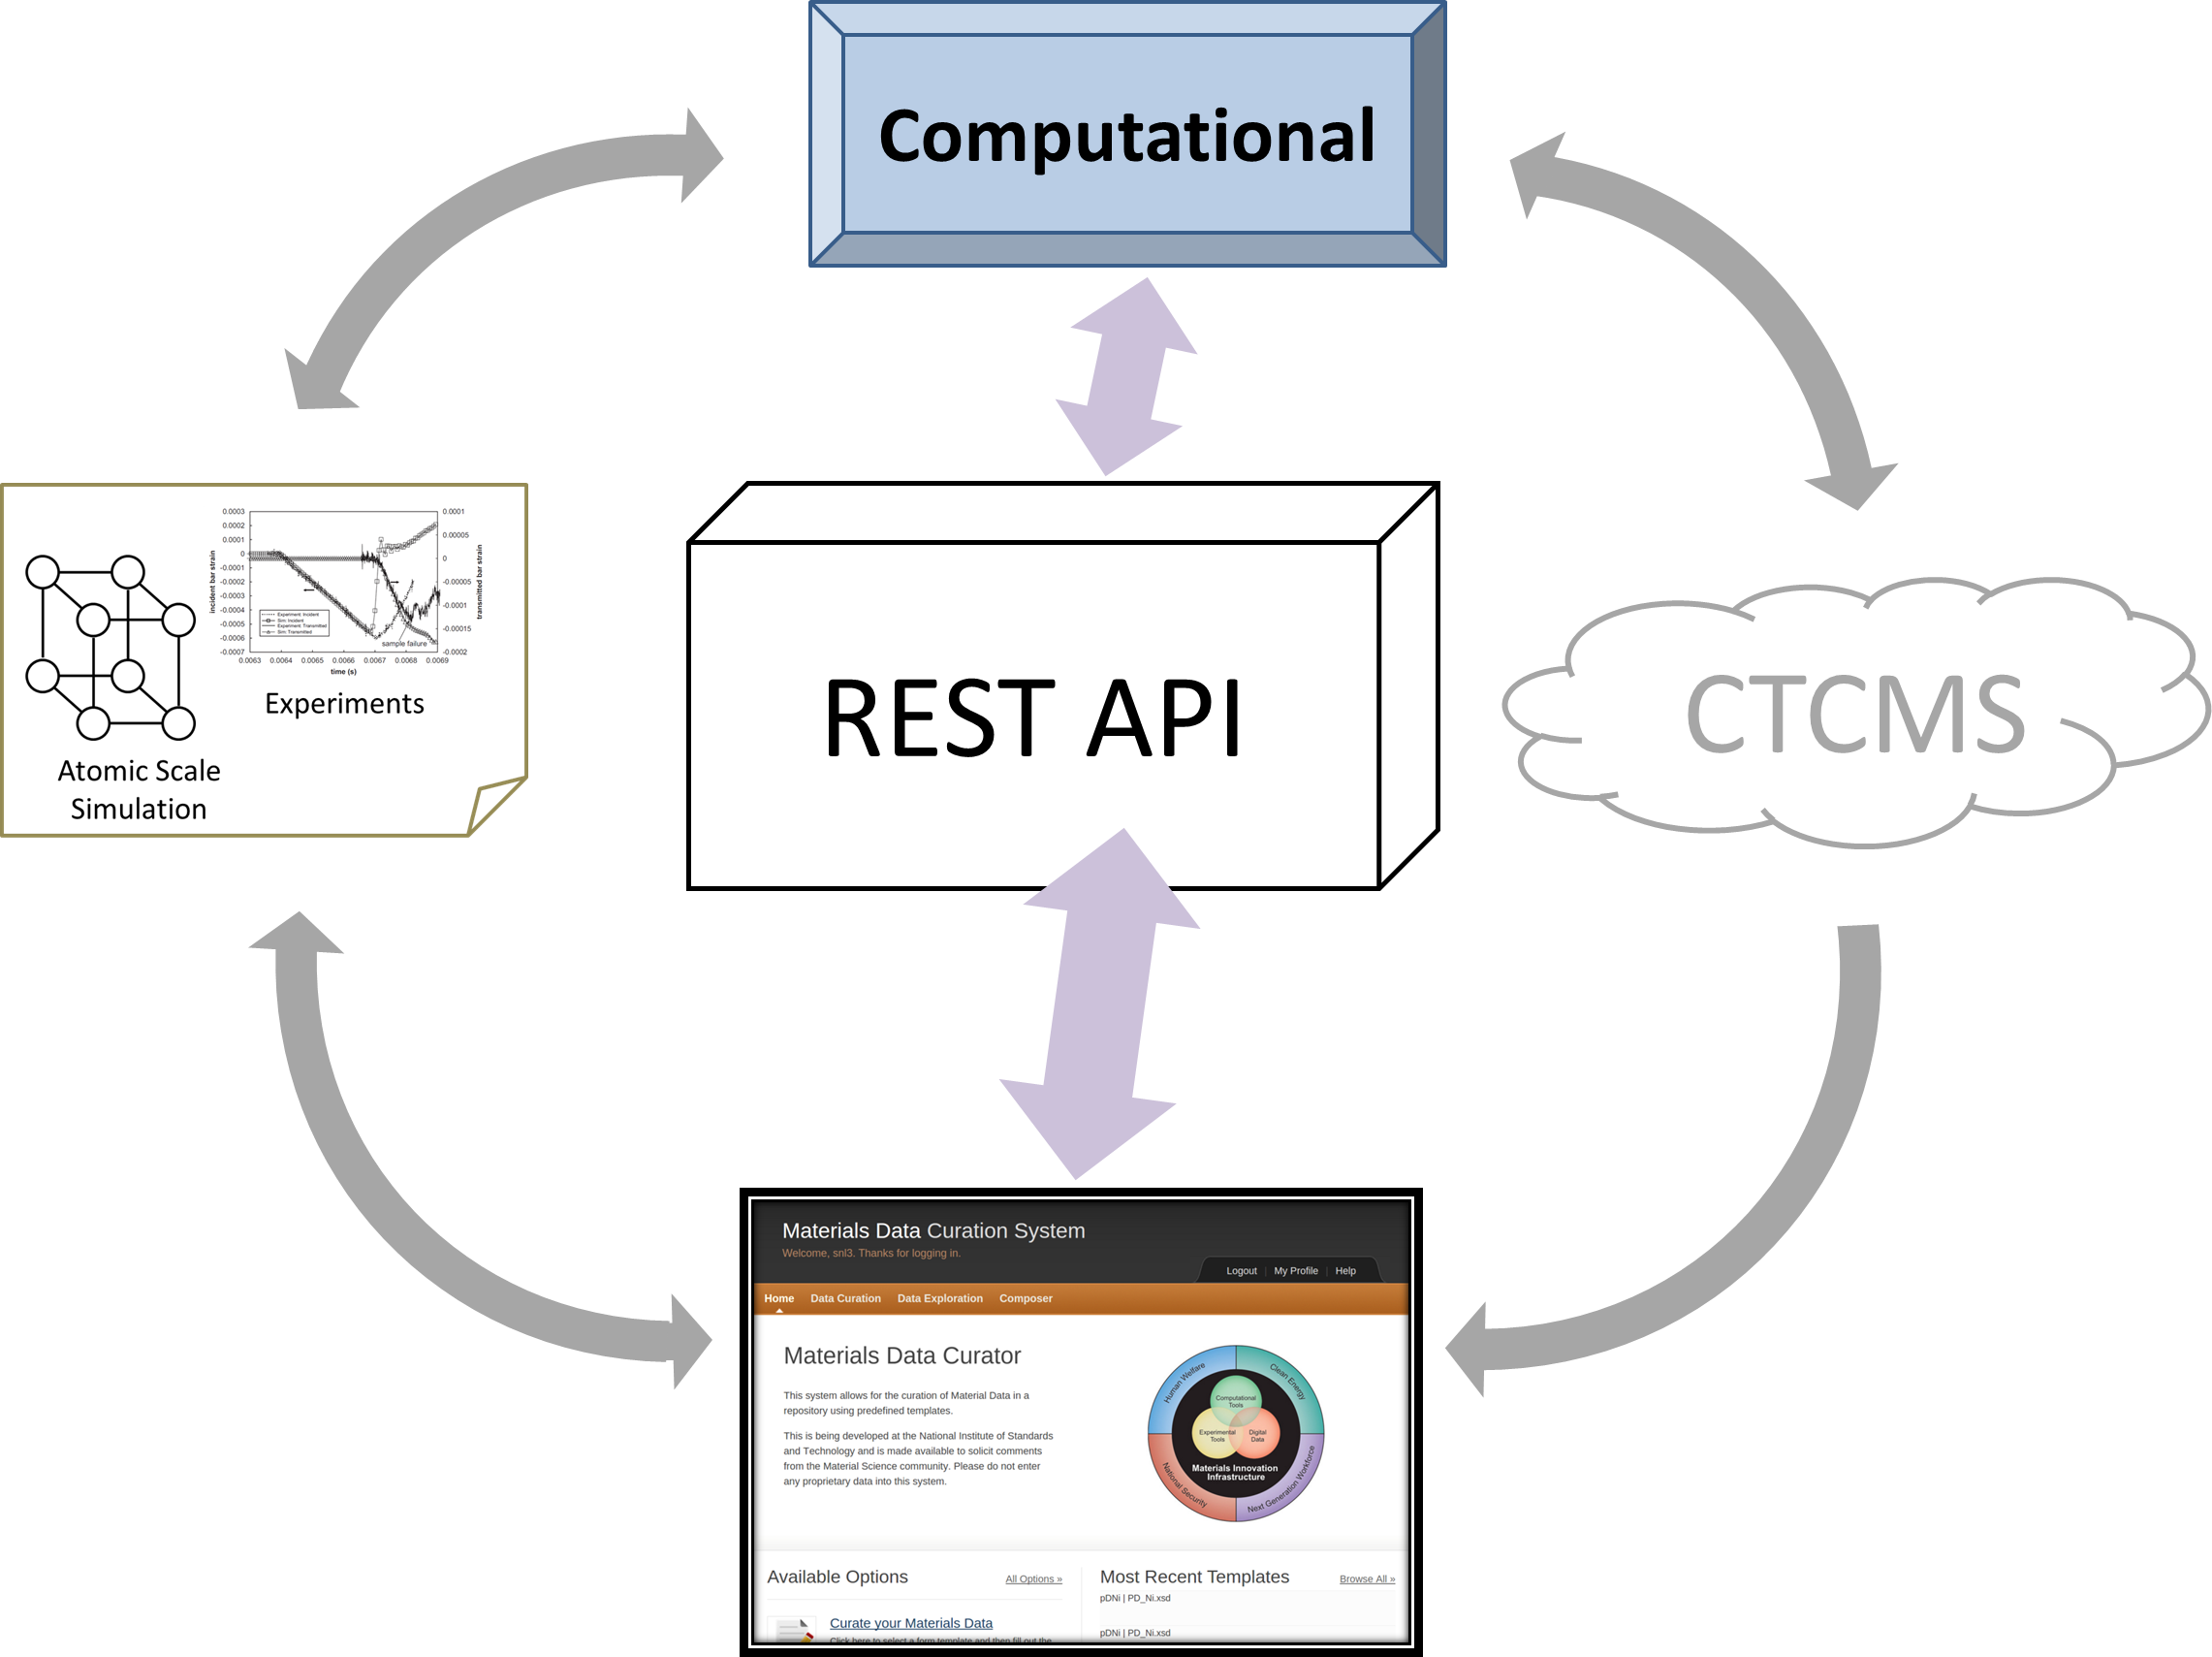 Computational
0.0003
0.0002
0.0001
0
-0.0001
-0.0002
-0.0003
-0.0004
-0.0005
-0.0006
-0.0007
incident bar strain
0.0001
0.00005
0
-0.00005
-0.0001
-0.00015
-0.0002
transmitted bar strain
Experiment: Incident
Sim: Incident
Experiment: Transmitted
Sim: Transmitted
sample failure
0.0063 0.0064 0.0065 0.0066 0.0067 0.0068 0.0069
time (s)
Experiments
Atomic Scale
Simulation
REST API
CTCMS
Materials Data Curation System
Welcome, snl3. Thanks for logging in.
Logout | My Profile | Help
Home Data Curation Data Exploration Composer
Materials Data Curator
This system allows for the curation of Material Data in a
repository using predefined templates.
This is being developed at the National Institute of Standards
and Technology and is made available to solicit comments
from the Material Science community. Please do not enter
any proprietary data into this system.
Human Welfare
Clean Energy
Computational
Tools
Experimental
Tools
Digital
Data
Materials Innovation
Infrastructure
National Security
Next Generation Workforce
Available Options
All Options »
Curate your Materials Data
Click here to select a form template and then fill out the
Most Recent Templates
Browse All »
pDNi | PD_Ni.xsd
pDNi | PD_Ni.xsd